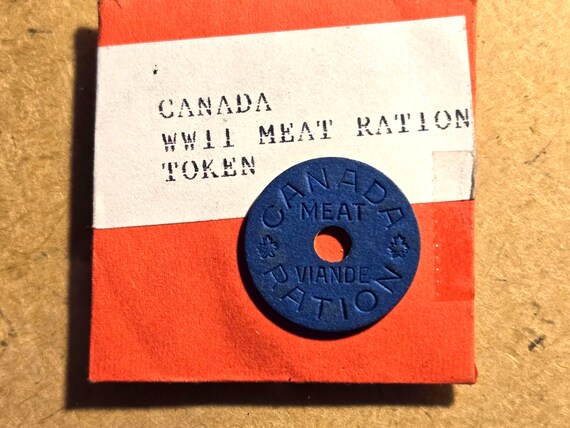 CANADA
WWII MEAT RATION
TOKEN
CANADA
MEAT
VIANDE
RATION